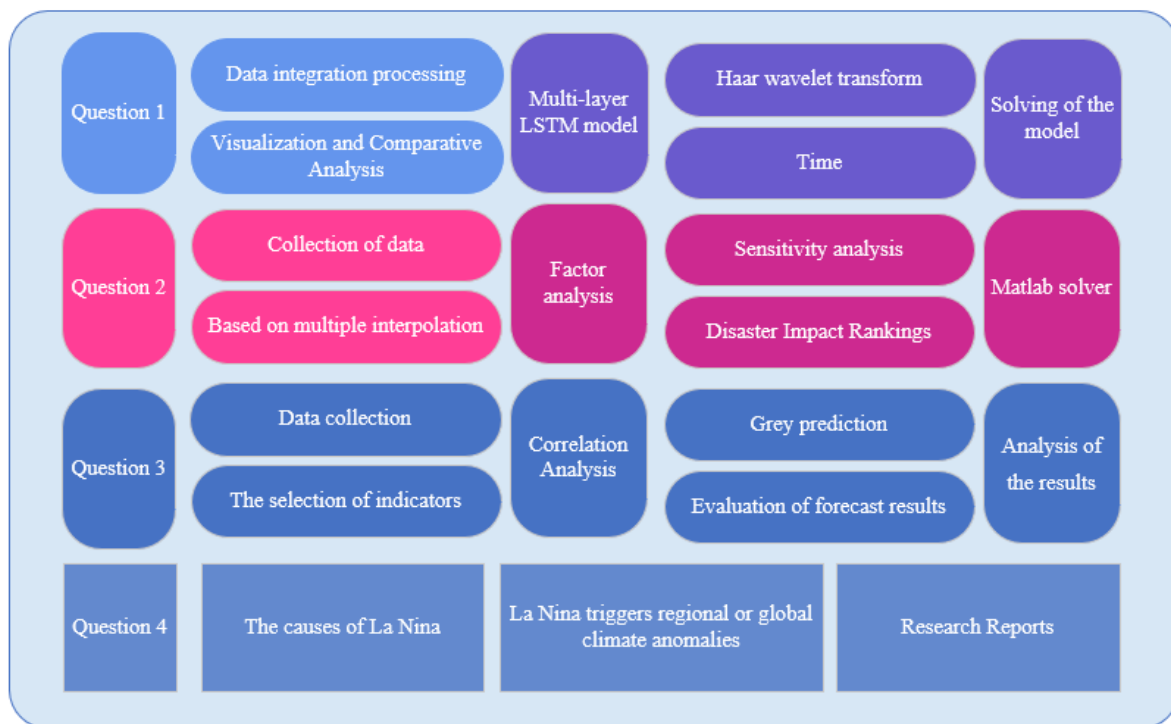 Question 1
Data integration processing
Visualization and Comparative
Analysis
Multi-layer
LSTM model
Haar wavelet transform
Time
Solving of the
model
Question 2
Collection of data
Based on multiple interpolation
Factor
analysis
Sensitivity analysis
Disaster Impact Rankings
Matlab solver
Question 3
Data collection
The selection of indicators
Correlation
Analysis
Grey prediction
Evaluation of forecast results
Analysis of
the results
Question 4
The causes of La Nina
La Nina triggers regional or global
climate anomalies
Research Reports